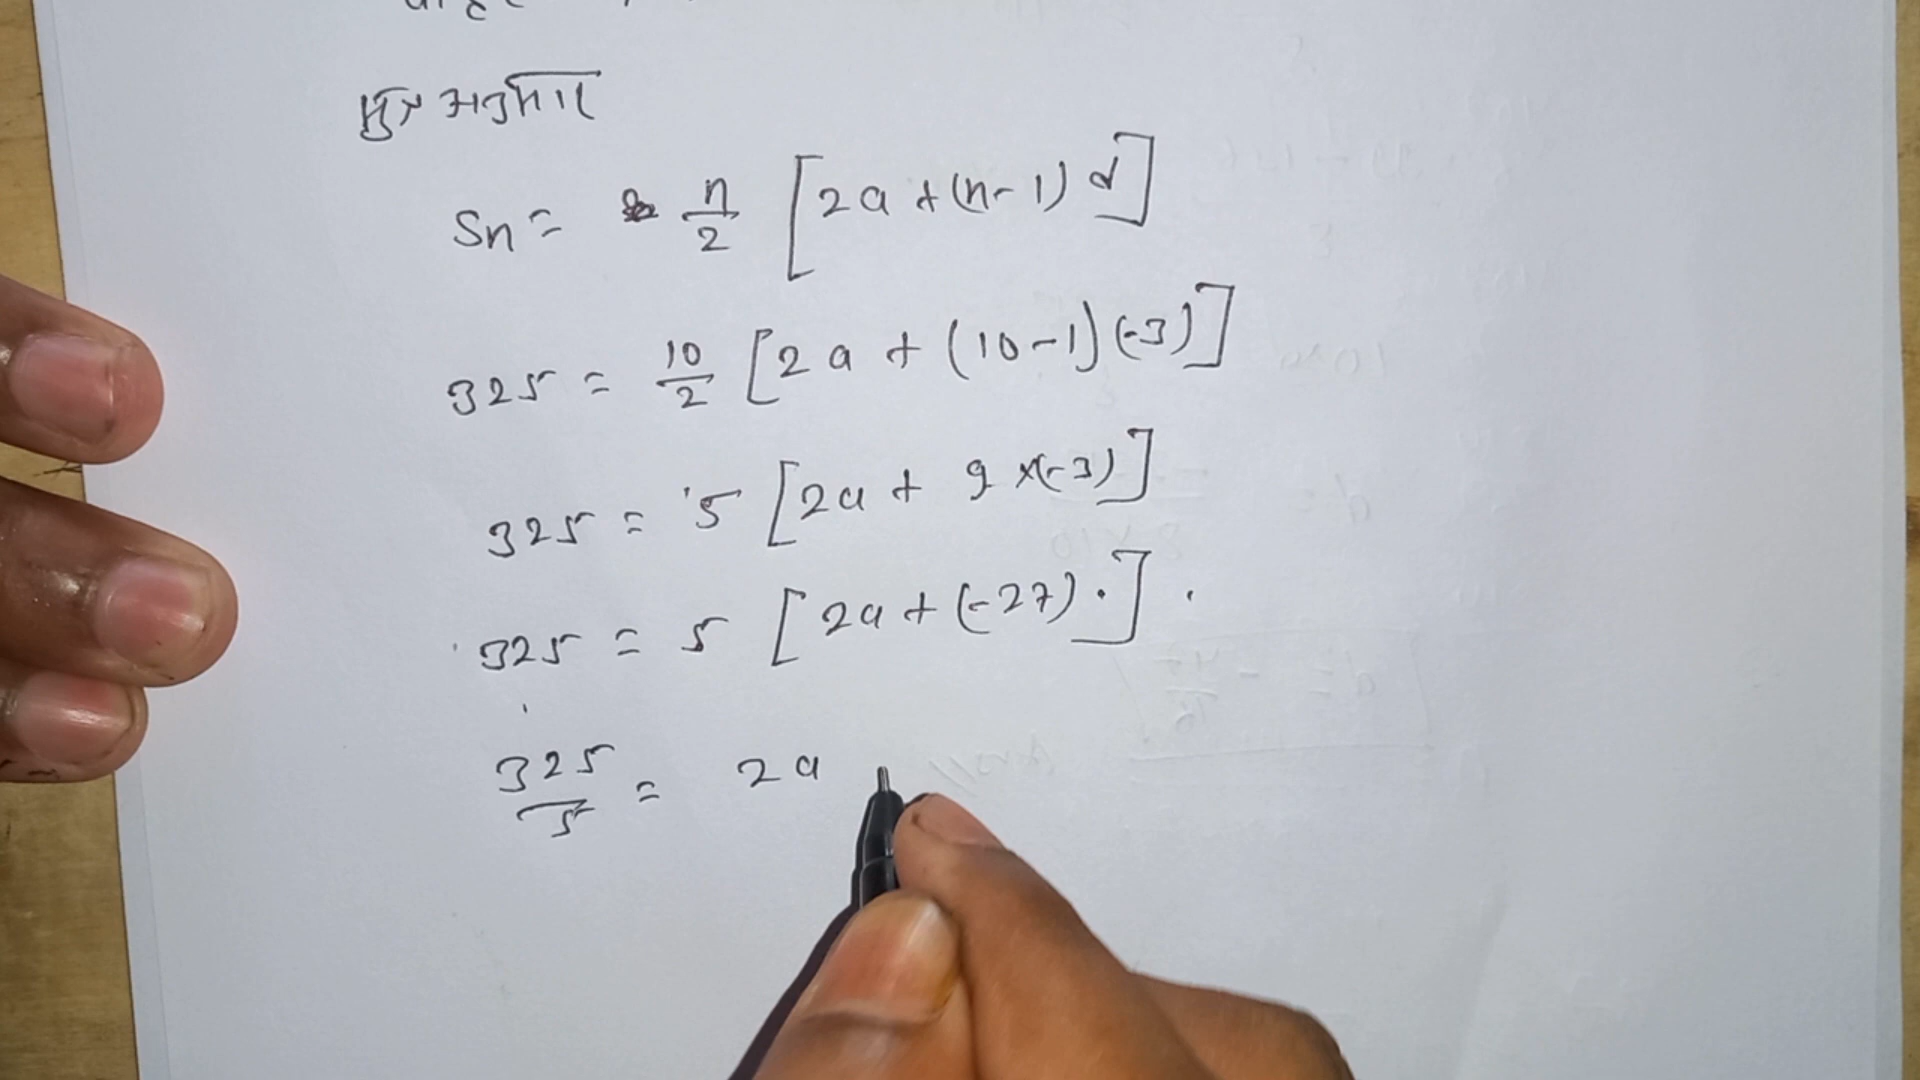 सूत्र अनुसार
Sn = n/2 [2a + (n-1) d]
325 = 10/2 [2a + (10-1)(-3)]
325 = 5 [2a + 9 x(-3)]
325 = 5 [2a + (-27).]
325/5 = 2a